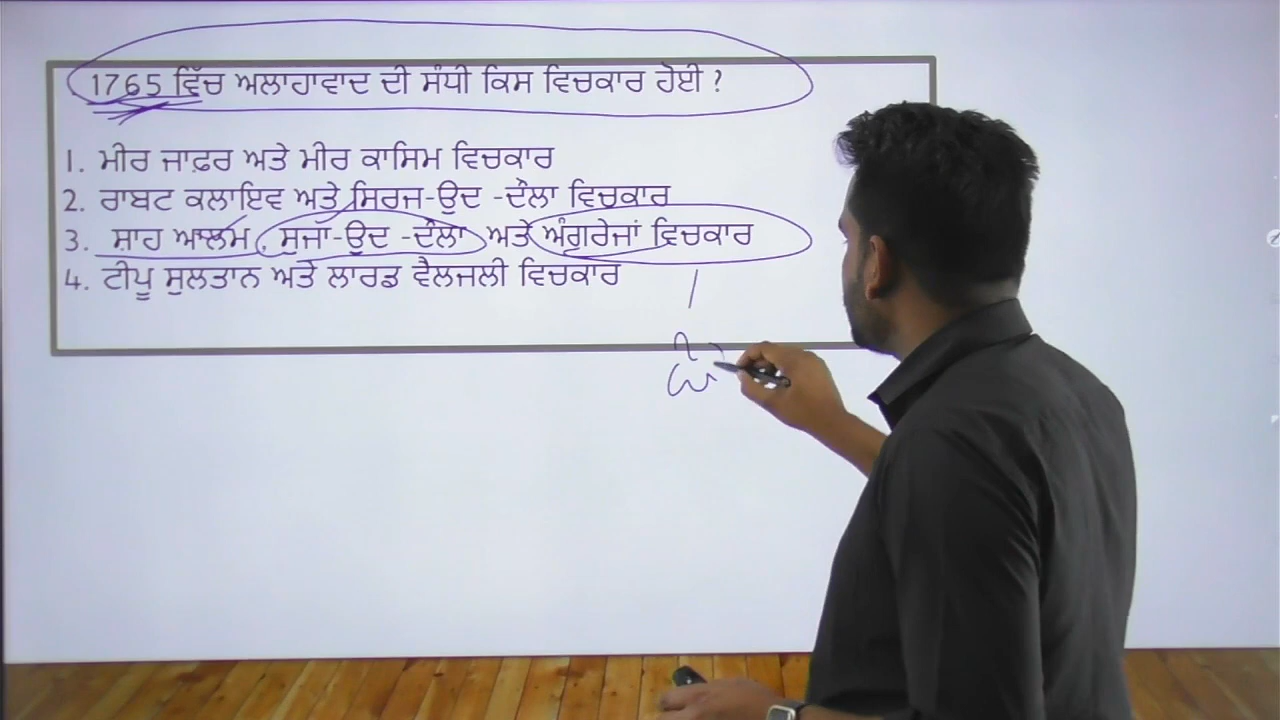 1765 ਵਿੱਚ ਅਲਾਹਾਵਾਦ ਦੀ ਸੰਧੀ ਕਿਸ ਵਿਚਕਾਰ ਹੋਈ ?
1. ਮੀਰ ਜਾਫ਼ਰ ਅਤੇ ਮੀਰ ਕਾਸਿਮ ਵਿਚਕਾਰ
2. ਰਾਬਟ ਕਲਾਇਵ ਅਤੇ ਸਿਰਜ-ਉਦ -ਦੌਲਾ ਵਿਚਕਾਰ
3. ਸ਼ਾਹ ਆਲਮ , ਸੁਜਾ-ਉਦ -ਦੌਲਾ ਅਤੇ ਅੰਗਰੇਜਾਂ ਵਿਚਕਾਰ
4. ਟੀਪੂ ਸੁਲਤਾਨ ਅਤੇ ਲਾਰਡ ਵੈਲਜਲੀ ਵਿਚਕਾਰ